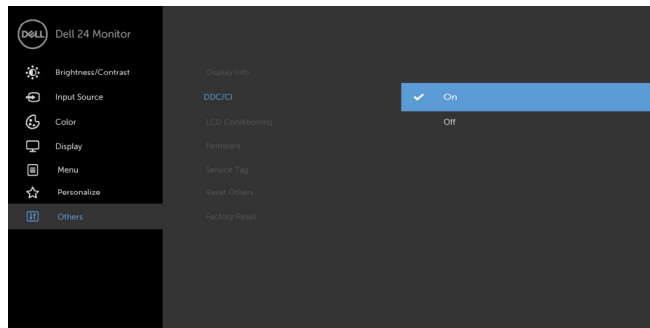 DELL
Dell 24 Monitor
Brightness/Contrast
Input Source
Color
Display
Menu
Personalize
Others
Display Info
DDC/CI
LCD Conditioning
Firmware
Service Tag
Reset Others
Factory Reset
On
Off